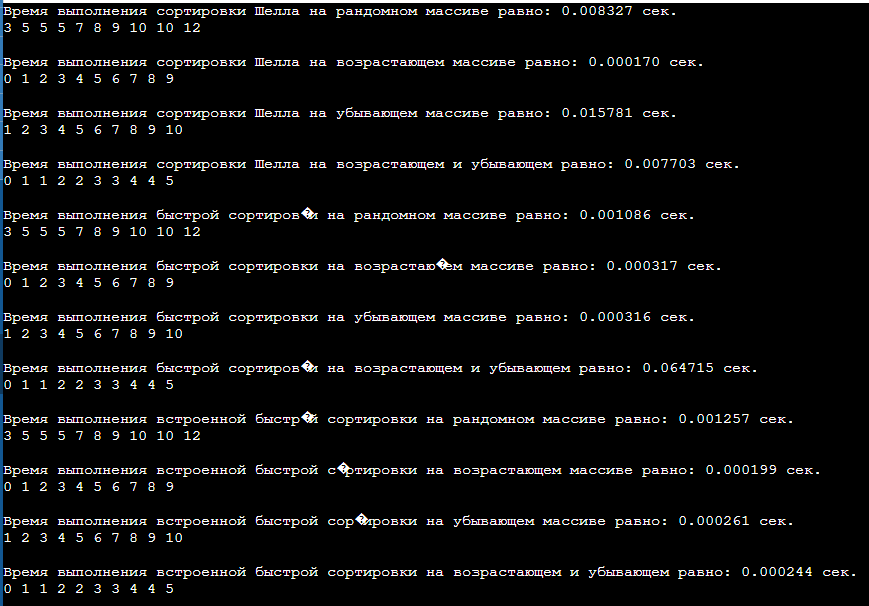 Время выполнения сортировки Шелла на рандомном массиве равно: 0.008327 сек.
3 5 5 5 7 8 9 10 10 12
Время выполнения сортировки Шелла на возрастающем массиве равно: 0.000170 сек.
0 1 2 3 4 5 6 7 8 9
Время выполнения сортировки Шелла на убывающем массиве равно: 0.015781 сек.
1 2 3 4 5 6 7 8 9 10
Время выполнения сортировки Шелла на возрастающем и убывающем равно: 0.007703 сек.
0 1 1 2 2 3 3 4 4 5
Время выполнения быстрой сортиров�и на рандомном массиве равно: 0.001086 сек.
3 5 5 5 7 8 9 10 10 12
Время выполнения быстрой сортировки на возрастаю�ем массиве равно: 0.000317 сек.
0 1 2 3 4 5 6 7 8 9
Время выполнения быстрой сортировки на убывающем массиве равно: 0.000316 сек.
1 2 3 4 5 6 7 8 9 10
Время выполнения быстрой сортиров�и на возрастающем и убывающем равно: 0.064715 сек.
0 1 1 2 2 3 3 4 4 5
Время выполнения встроенной быстр�й сортировки на рандомном массиве равно: 0.001257 сек.
3 5 5 5 7 8 9 10 10 12
Время выполнения встроенной быстрой с�ртировки на возрастающем массиве равно: 0.000199 сек.
0 1 2 3 4 5 6 7 8 9
Время выполнения встроенной быстрой сор�ировки на убывающем массиве равно: 0.000261 сек.
1 2 3 4 5 6 7 8 9 10
Время выполнения встроенной быстрой сортировки на возрастающем и убывающем равно: 0.000244 сек.
0 1 1 2 2 3 3 4 4 5